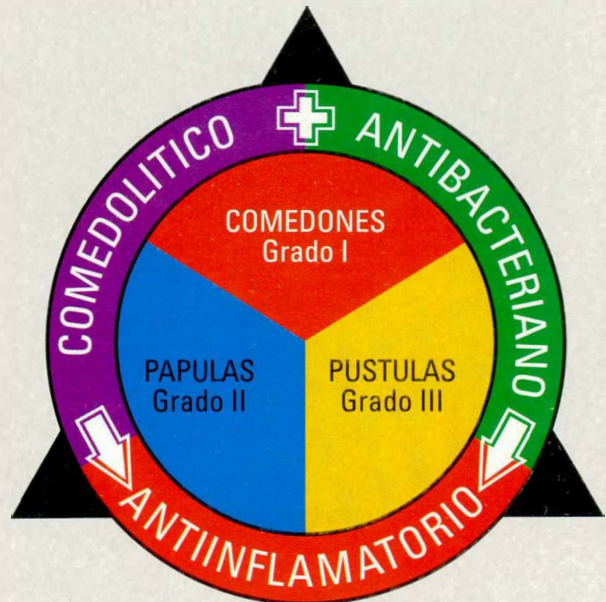 COMEDOLITICO
ANTIBACTERIANO
COMEDONES
Grado I
PAPULAS
Grado II
PUSTULAS
Grado III
ANTIINFLAMATORIO